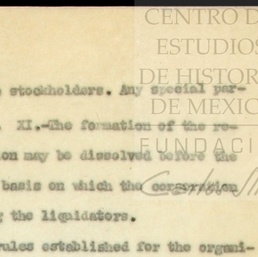 CENTRO D
ESTUDIOS
DE HISTOR
DE MEXIC
FUNDACI
stockholders. Any special par-
XI.-The formation of the re-
on may be dissolved before the
basis on which the corporation
the liquidators.
rules established for the organi-